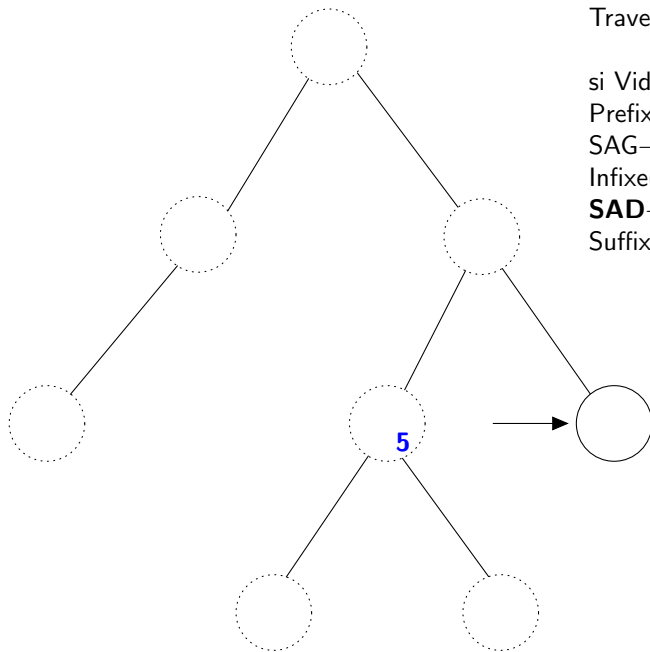 Trave
si Vid
Prefix
SAG–
Infixe
SAD-
Suffix
5